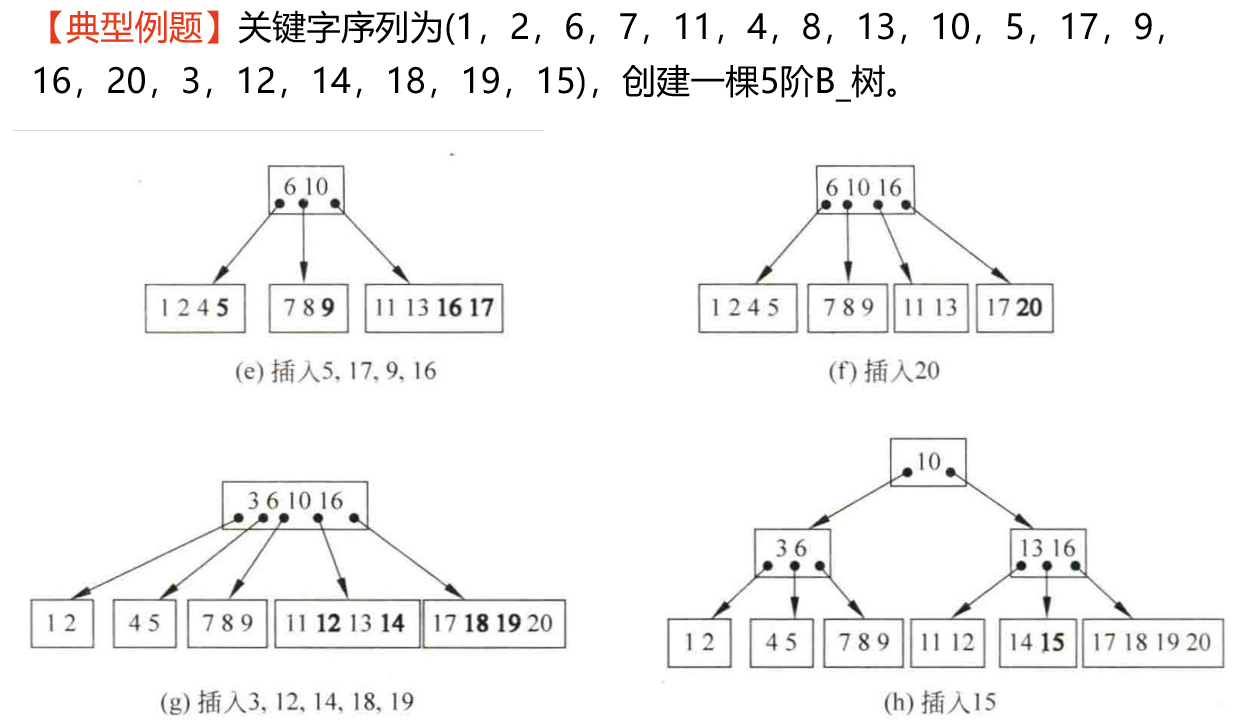 【典型例题】关键字序列为(1，2，6，7，11，4，8，13，10，5，17，9，
16，20，3，12，14，18，19，15)，创建一棵5阶B_树。
6 10
1 2 4 5
7 8 9
11 13 16 17
(e) 插入5, 17, 9, 16
6 10 16
1 2 4 5
7 8 9
11 13
17 20
(f) 插入20
3 6 10 16
1 2
4 5
7 8 9
11 12 13 14
17 18 19 20
(g) 插入3, 12, 14, 18, 19
10
3 6
13 16
1 2
4 5
7 8 9
11 12
14 15
17 18 19 20
(h) 插入15